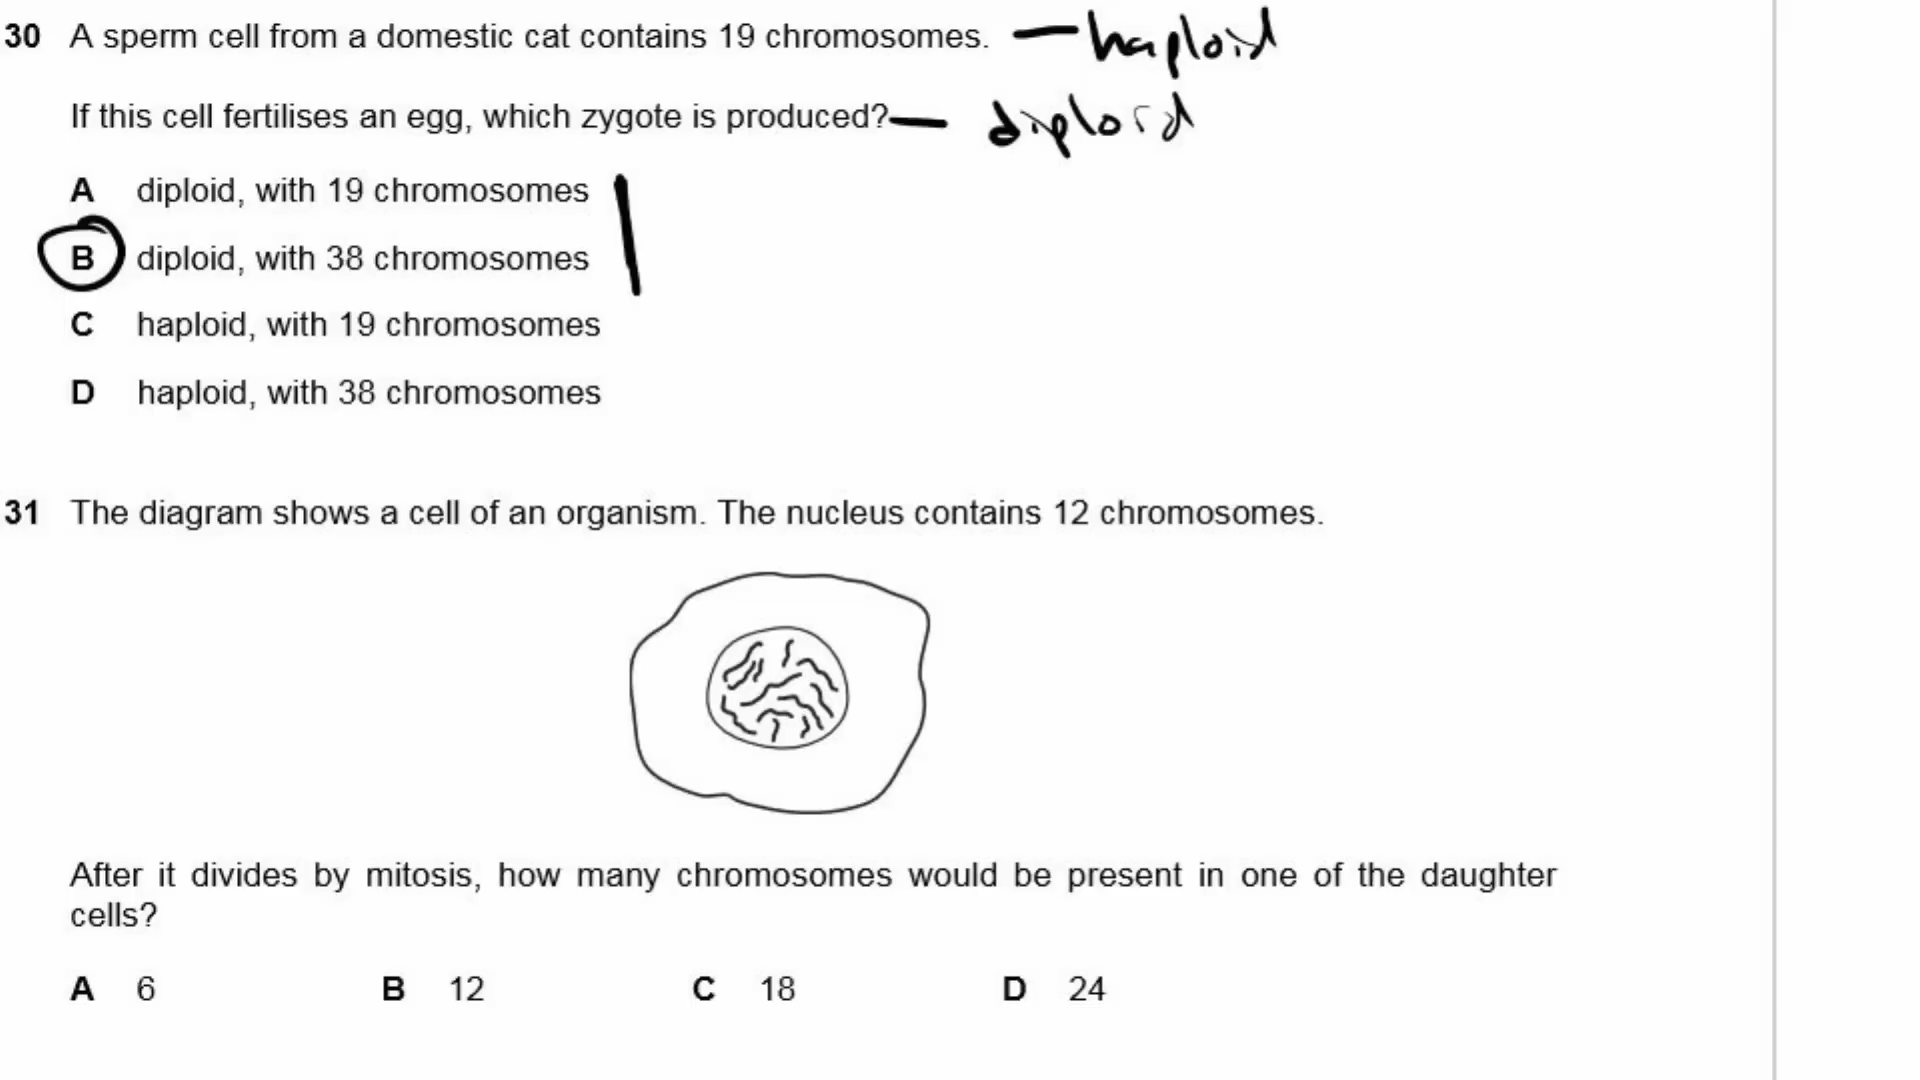 30 A sperm cell from a domestic cat contains 19 chromosomes. — haploid
If this cell fertilises an egg, which zygote is produced? — diploid
A diploid, with 19 chromosomes
B diploid, with 38 chromosomes
C haploid, with 19 chromosomes
D haploid, with 38 chromosomes
31 The diagram shows a cell of an organism. The nucleus contains 12 chromosomes.
After it divides by mitosis, how many chromosomes would be present in one of the daughter
cells?
A 6 B 12 C 18 D 24